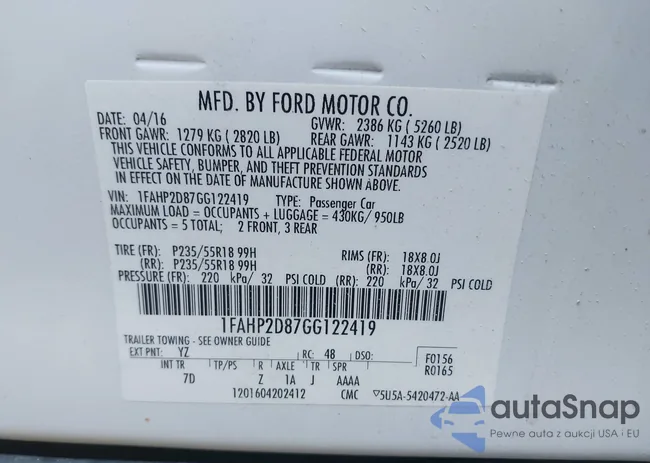 MFD. BY FORD MOTOR CO.
DATE: 04/16 GVWR: 2386 KG ( 5260 LB)
FRONT GAWR: 1279 KG ( 2820 LB) REAR GAWR: 1143 KG ( 2520 LB)
THIS VEHICLE CONFORMS TO ALL APPLICABLE FEDERAL MOTOR
VEHICLE SAFETY, BUMPER, AND THEFT PREVENTION STANDARDS
IN EFFECT ON THE DATE OF MANUFACTURE SHOWN ABOVE.
VIN: 1FAHP2D87GG122419 TYPE: Passenger Car
MAXIMUM LOAD = OCCUPANTS + LUGGAGE = 430KG/ 950LB
OCCUPANTS = 5 TOTAL; 2 FRONT, 3 REAR
TIRE (FR): P235/55R18 99H RIMS (FR): 18X8.0J
(RR): P235/55R18 99H (RR): 18X8.0J
PRESSURE (FR): 220 kPa/ 32 PSI COLD (RR): 220 kPa/ 32 PSI COLD
1FAHP2D87GG122419
TRAILER TOWING - SEE OWNER GUIDE
EXT PNT: YZ RC: 48 DSO: F0156
INT TR TP/PS R AXLE TR SPR R0165
7D Z 1A J AAAA
1201604202412 CMC ▽5U5A-5420472-AA
autaSnap
Pewne auta z aukcji USA i EU